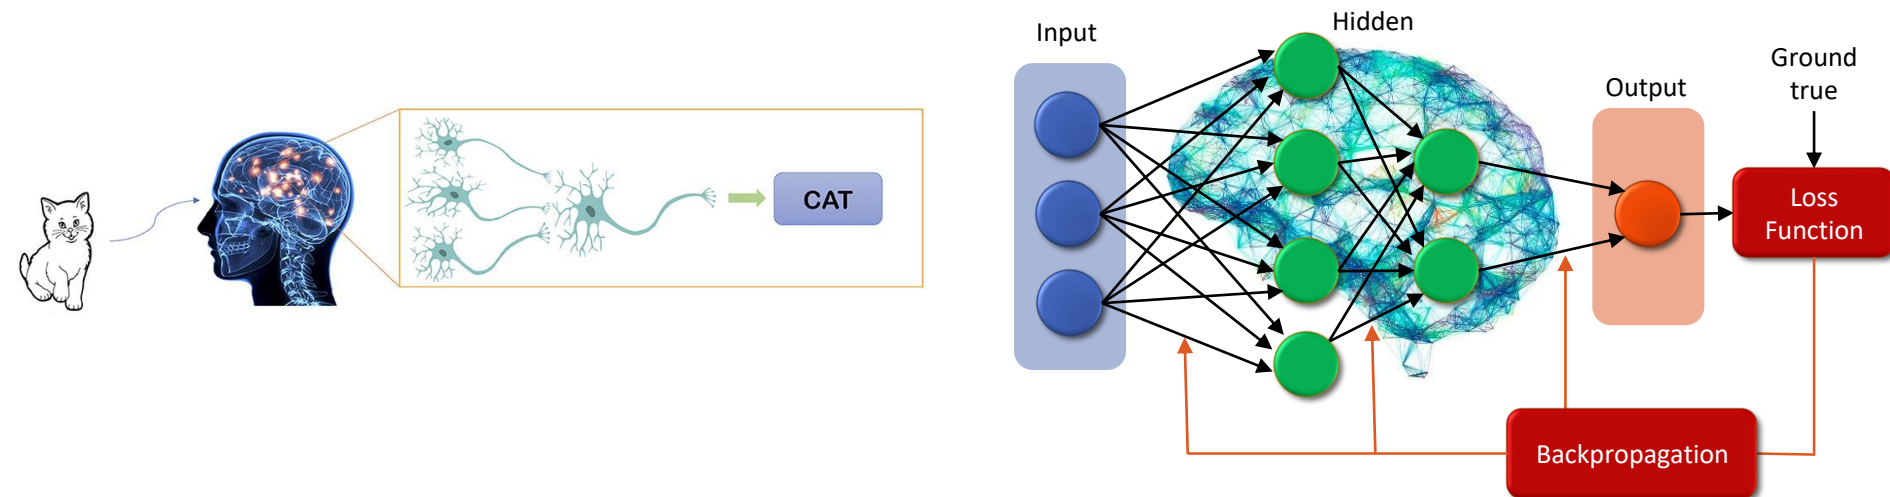 CAT
Input
Hidden
Output
Ground
true
Loss
Function
Backpropagation